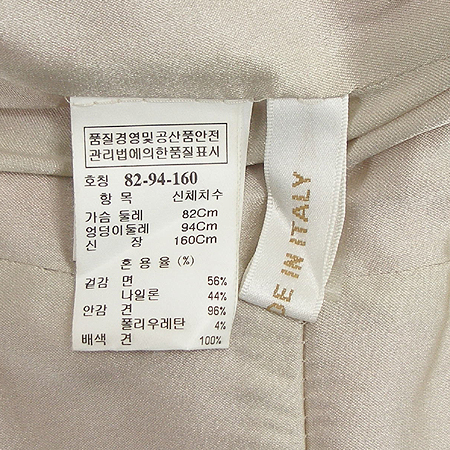 품질경영및공산품안전
관리법에의한품질표시
호칭 82-94-160
항 목 신체치수
가슴 둘레 82Cm
엉덩이둘레 94Cm
신 장 160Cm
혼 용 율 (%)
겉감 면 56%
나일론 44%
안감 견 96%
폴리우레탄 4%
배색 견 100%
DE IN ITALY